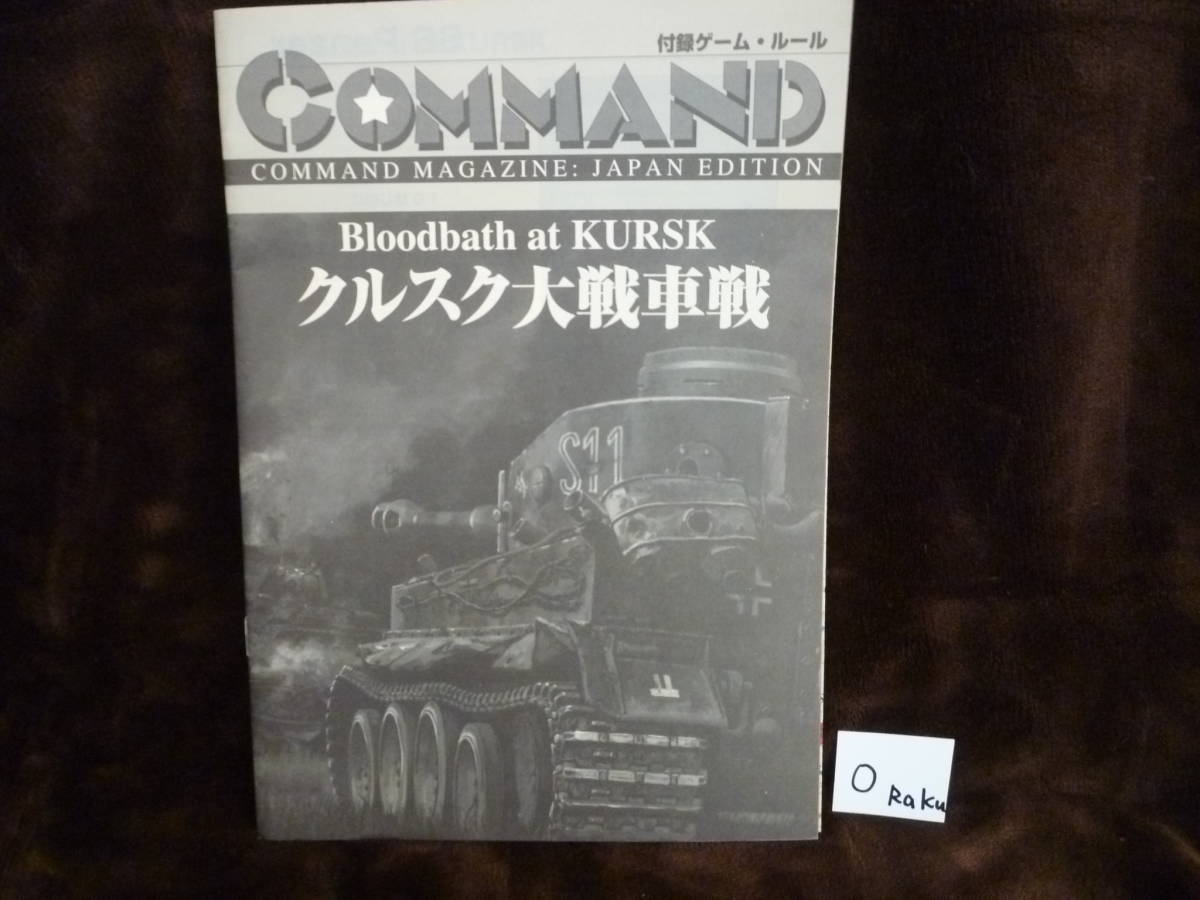 付録ゲーム・ルール
COMMAND
COMMAND MAGAZINE: JAPAN EDITION
Bloodbath at KURSK
クルスク大戦車戦
S11
O Raku